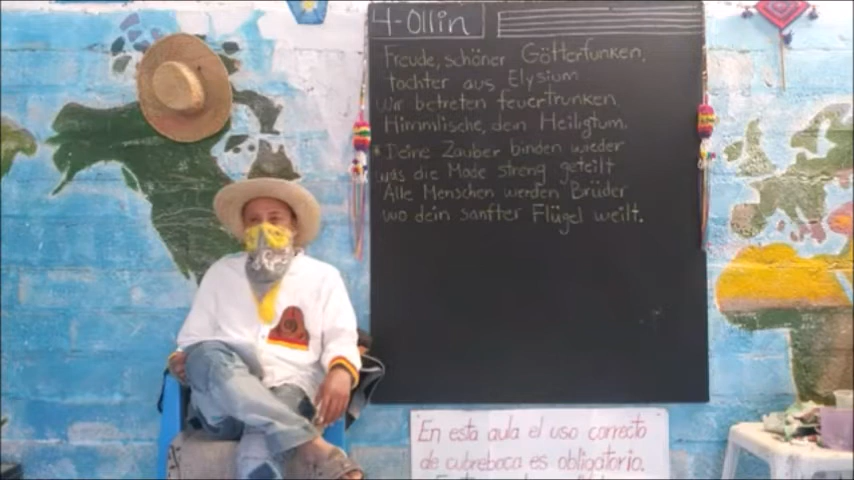 4-Ollin
Freude, schöner Götterfunken,
tochter aus Elysium
Wir betreten feuertrunken.
Himmlische, dein Heiligtum.
Deine Zauber binden wieder
was die Mode streng geteilt
Alle Menschen werden Brüder
wo dein sanfter Flügel weilt.
En esta aula el uso correcto
de cubreboca es obligatorio.